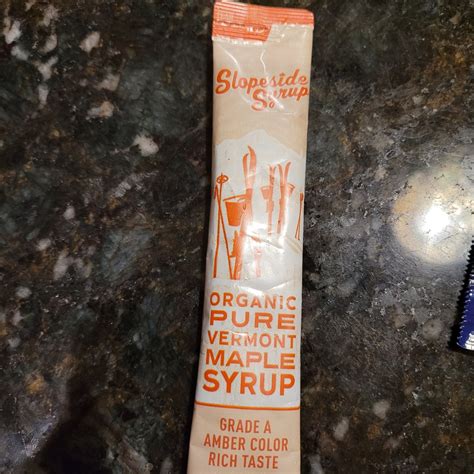 Slopeside
Syrup
ORGANIC
PURE
VERMONT
MAPLE
SYRUP
GRADE A
AMBER COLOR
RICH TASTE